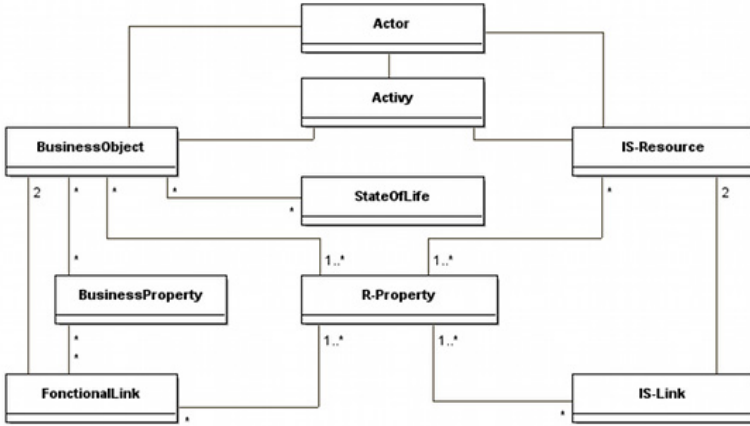 Actor
Activy
BusinessObject
IS-Resource
2
*
*
*
StateOfLife
*
*
2
*
1..*
1..*
BusinessProperty
R-Property
*
*
1..*
1..*
FonctionalLink
*
*
IS-Link